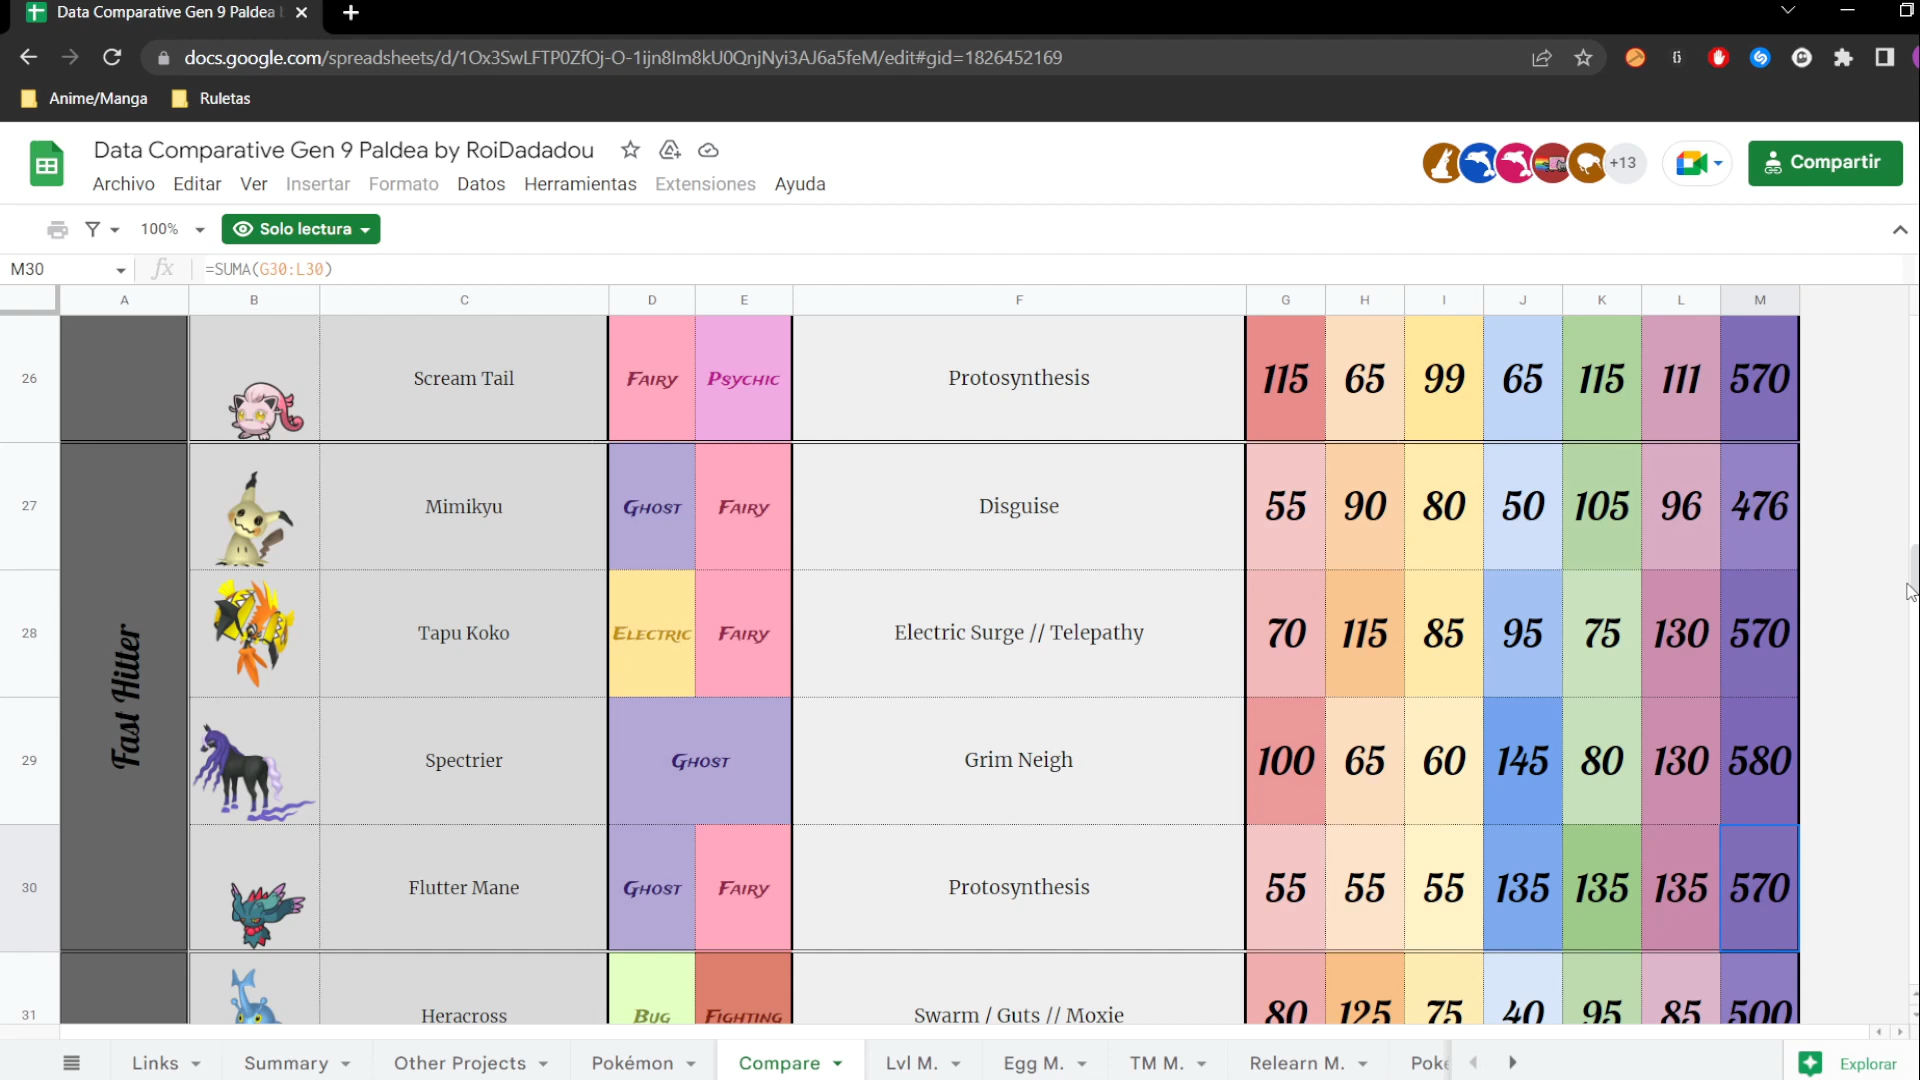 Data Comparative Gen 9 Paldea
docs.google.com/spreadsheets/d/1Ox3SwLFTP0ZfOj-O-1ijn8Im8kU0QnjNyi3AJ6a5feM/edit#gid=1826452169
Anime/Manga Ruletas
Data Comparative Gen 9 Paldea by RoiDadadou
+13
Compartir
Archivo Editar Ver Insertar Formato Datos Herramientas Extensiones Ayuda
100% Solo lectura
M30 fx =SUMA(G30:L30)
A B C D E F G H I J K L M
26 Scream Tail Fairy Psychic Protosynthesis 115 65 99 65 115 111 570
27 Mimikyu Ghost Fairy Disguise 55 90 80 50 105 96 476
28 Tapu Koko Electric Fairy Electric Surge // Telepathy 70 115 85 95 75 130 570
Fast Hitter
29 Spectrier Ghost Grim Neigh 100 65 60 145 80 130 580
30 Flutter Mane Ghost Fairy Protosynthesis 55 55 55 135 135 135 570
31 Heracross Bug Fighting Swarm / Guts // Moxie 80 125 75 40 95 85 500
Links Summary Other Projects Pokémon Compare Lvl M. Egg M. TM M. Relearn M. Poke Explorar